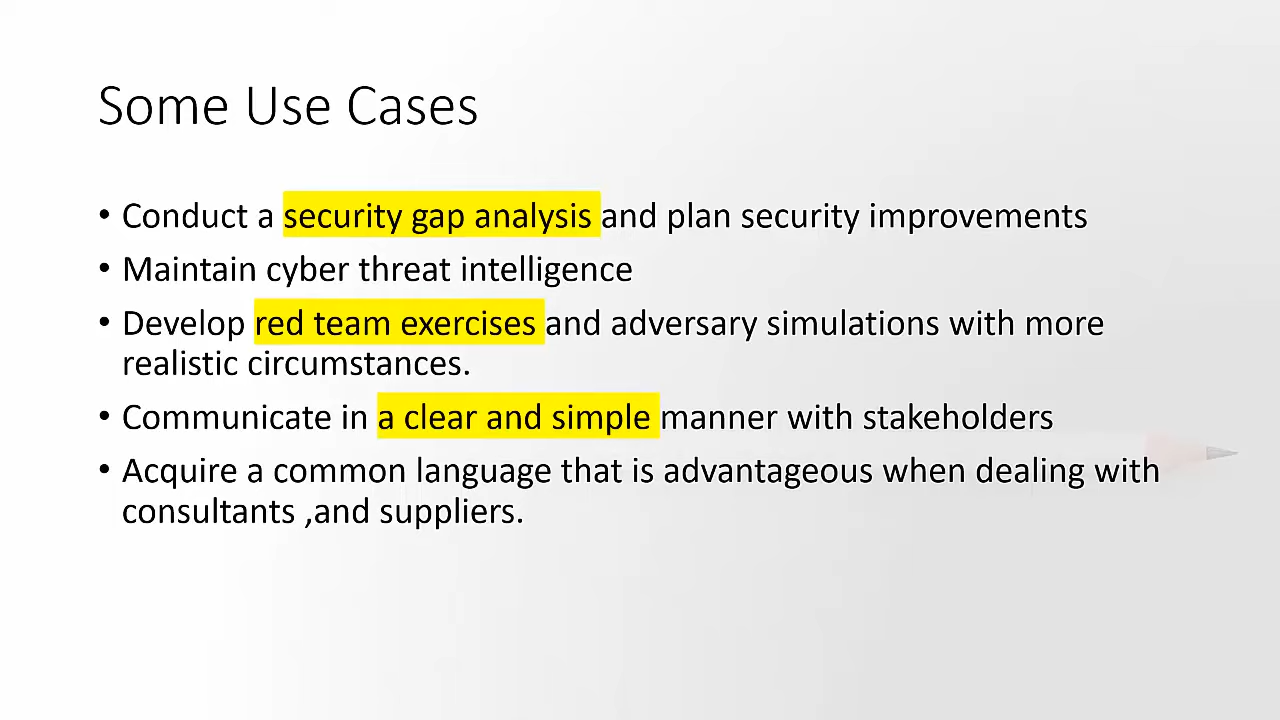 Some Use Cases
• Conduct a security gap analysis and plan security improvements
• Maintain cyber threat intelligence
• Develop red team exercises and adversary simulations with more
realistic circumstances.
• Communicate in a clear and simple manner with stakeholders
• Acquire a common language that is advantageous when dealing with
consultants ,and suppliers.